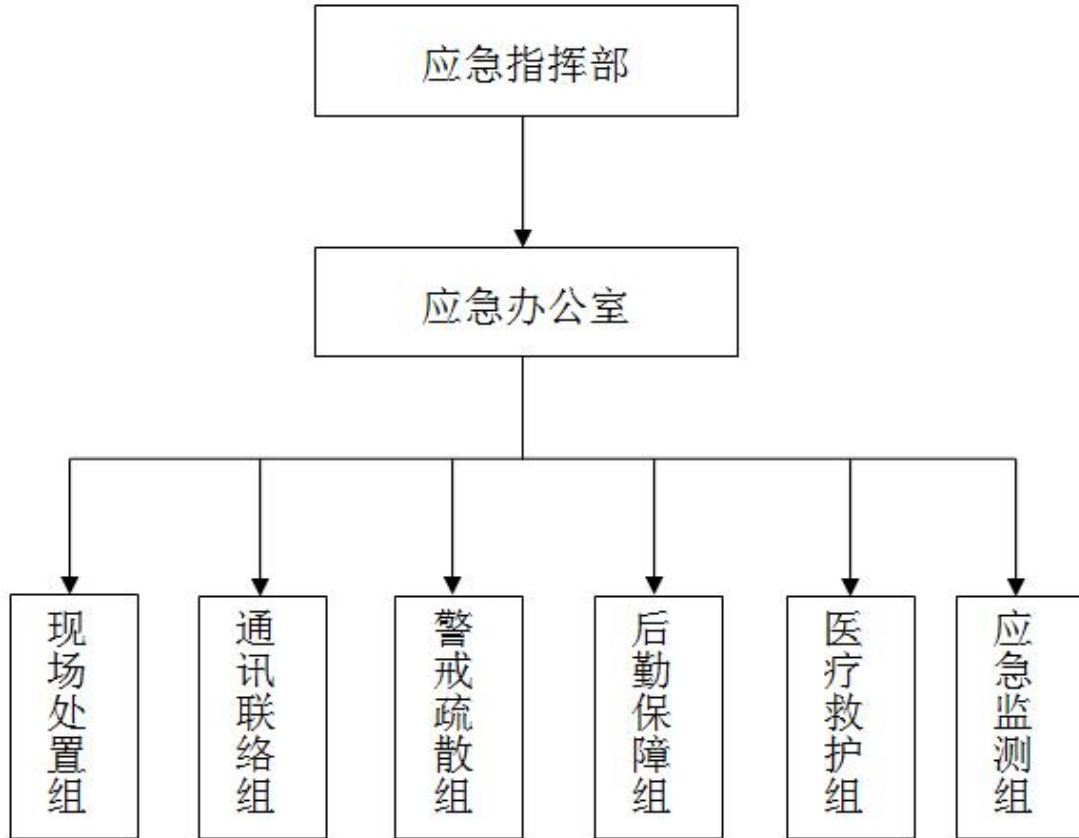 应急指挥部
应急办公室
现场处置组
通讯联络组
警戒疏散组
后勤保障组
医疗救护组
应急监测组